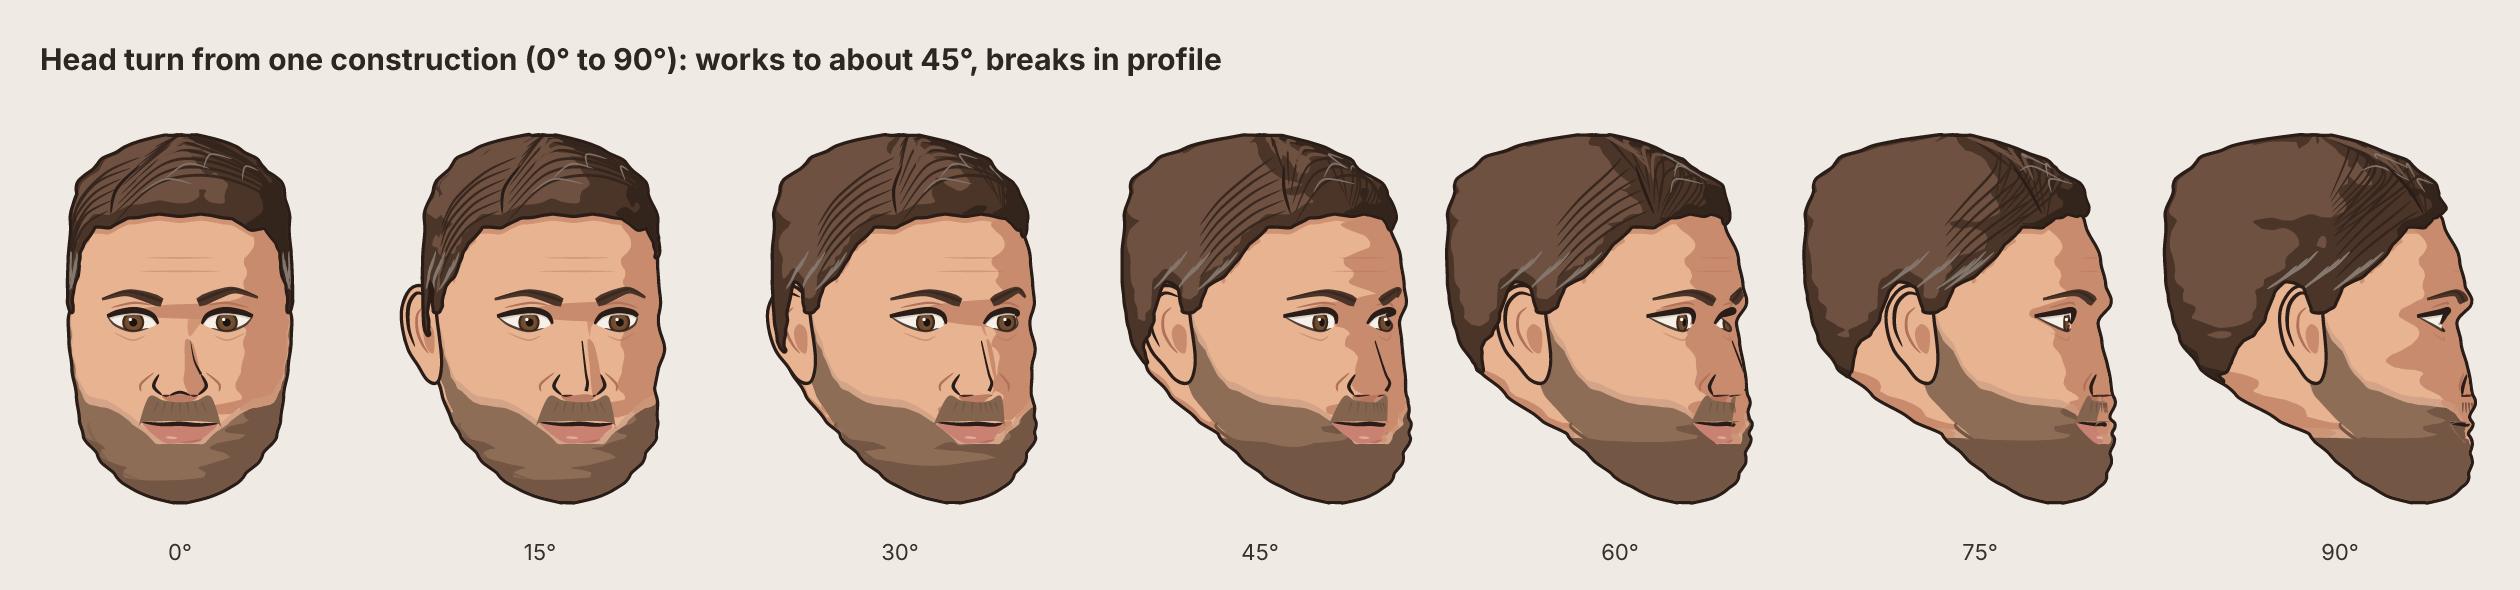 Head turn from one construction (0° to 90°): works to about 45°, breaks in profile
0° 15° 30° 45° 60° 75° 90°